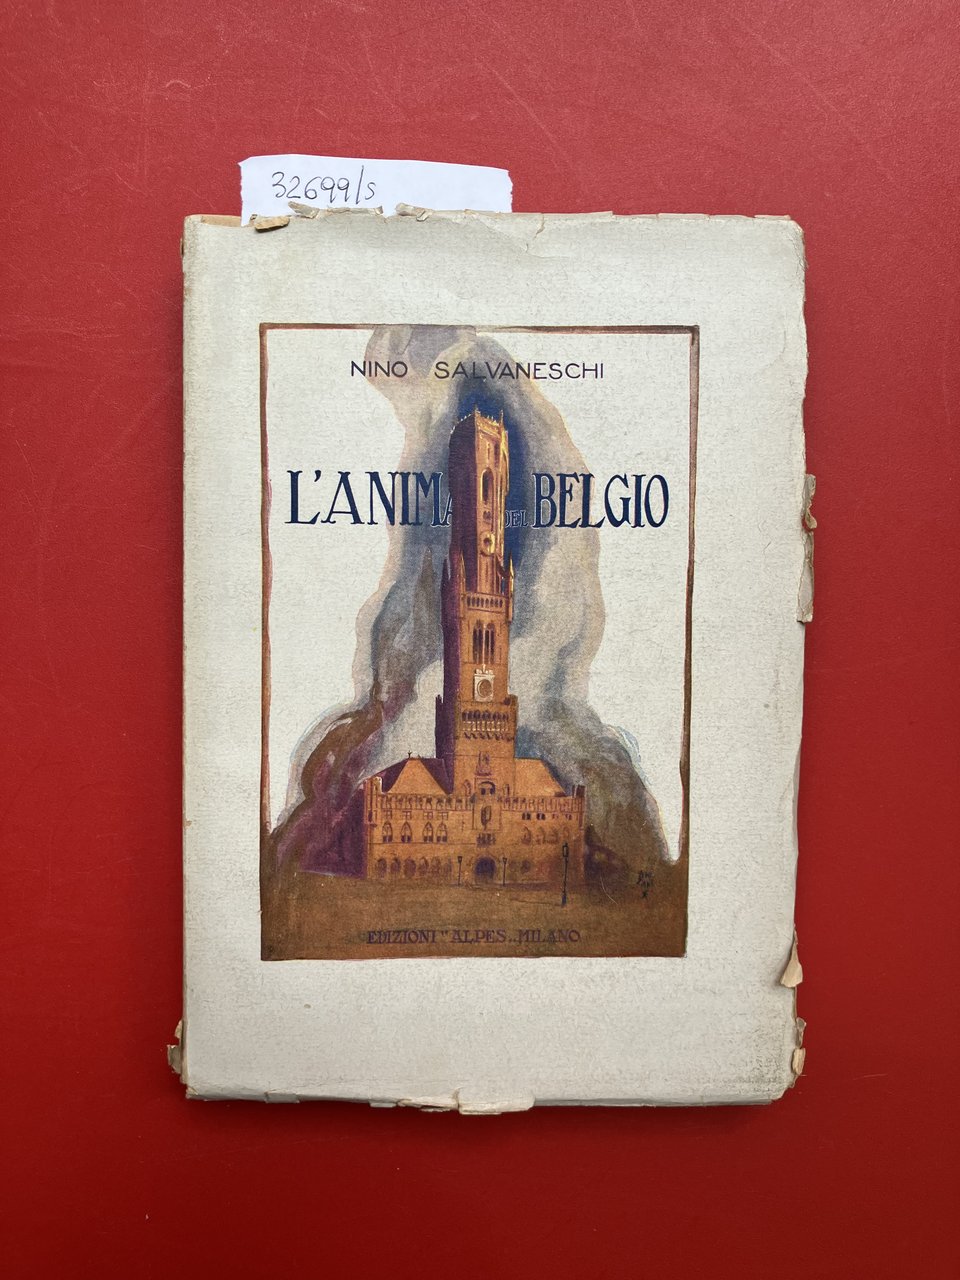 32699/s
NINO SALVANESCHI
L'ANIMA DEL BELGIO
EDIZIONI "ALPES„ MILANO